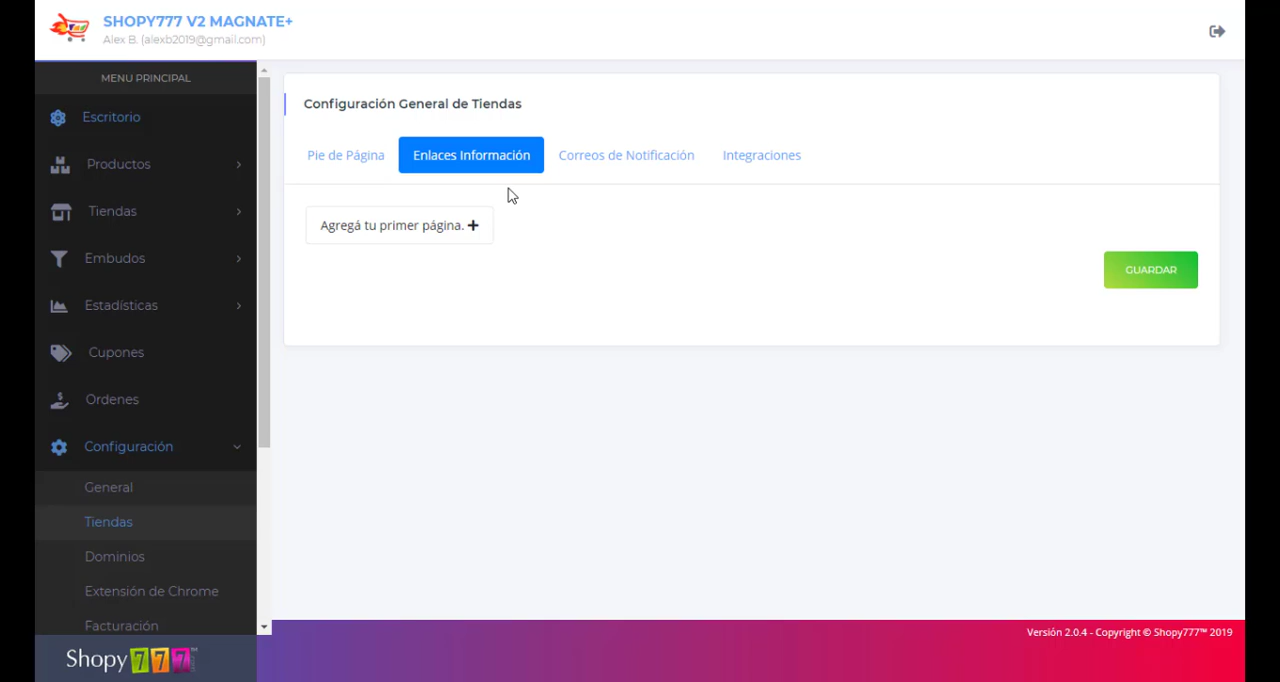 SHOPY777 V2 MAGNATE+
Alex B. (alexb2019@gmail.com)
MENU PRINCIPAL
Escritorio
Productos
Tiendas
Embudos
Estadísticas
Cupones
Ordenes
Configuración
General
Tiendas
Dominios
Extensión de Chrome
Facturación
Shopy777™
Configuración General de Tiendas
Pie de Página
Enlaces Información
Correos de Notificación
Integraciones
Agregá tu primer página. +
GUARDAR
Versión 2.0.4 - Copyright © Shopy777™ 2019